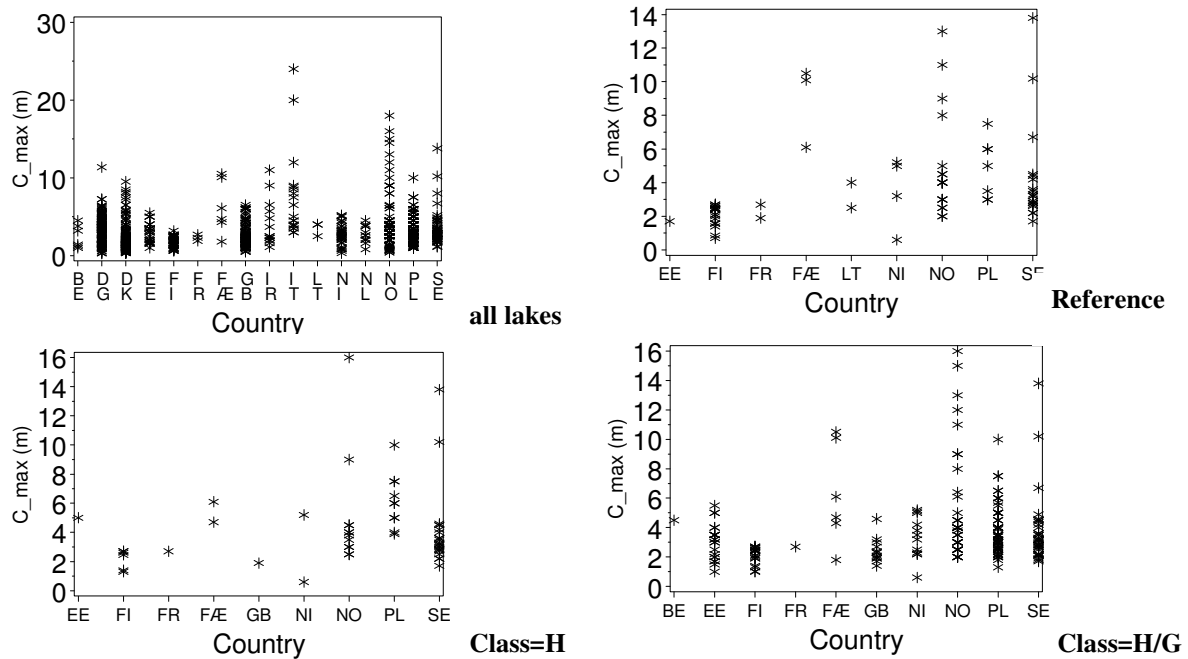 C_max (m)
30
20
10
0
B E
D G
D K
E E
F I
F R
F Æ
G B
I R
I T
L T
N I
N L
N O
P L
S E
Country
all lakes
C_max (m)
14
12
10
8
6
4
2
0
EE FI FR FÆ LT NI NO PL SE
Reference
C_max (m)
16
14
12
10
8
6
4
2
0
EE FI FR FÆ GB NI NO PL SE
Country
Class=H
C_max (m)
16
14
12
10
8
6
4
2
0
BE EE FI FR FÆ GB NI NO PL SE
Country
Class=H/G